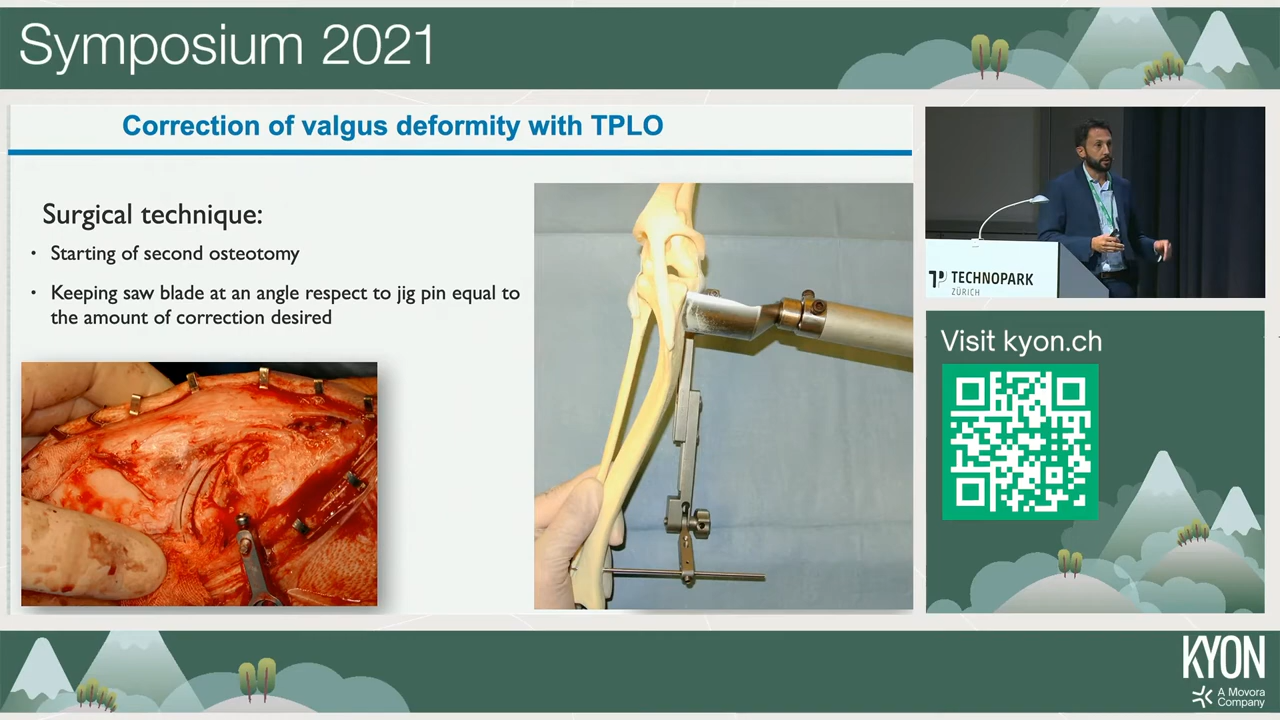 Symposium 2021
Correction of valgus deformity with TPLO
Surgical technique:
• Starting of second osteotomy
• Keeping saw blade at an angle respect to jig pin equal to
the amount of correction desired
TECHNOPARK
ZÜRICH
Visit kyon.ch
KYON
A Movora
Company